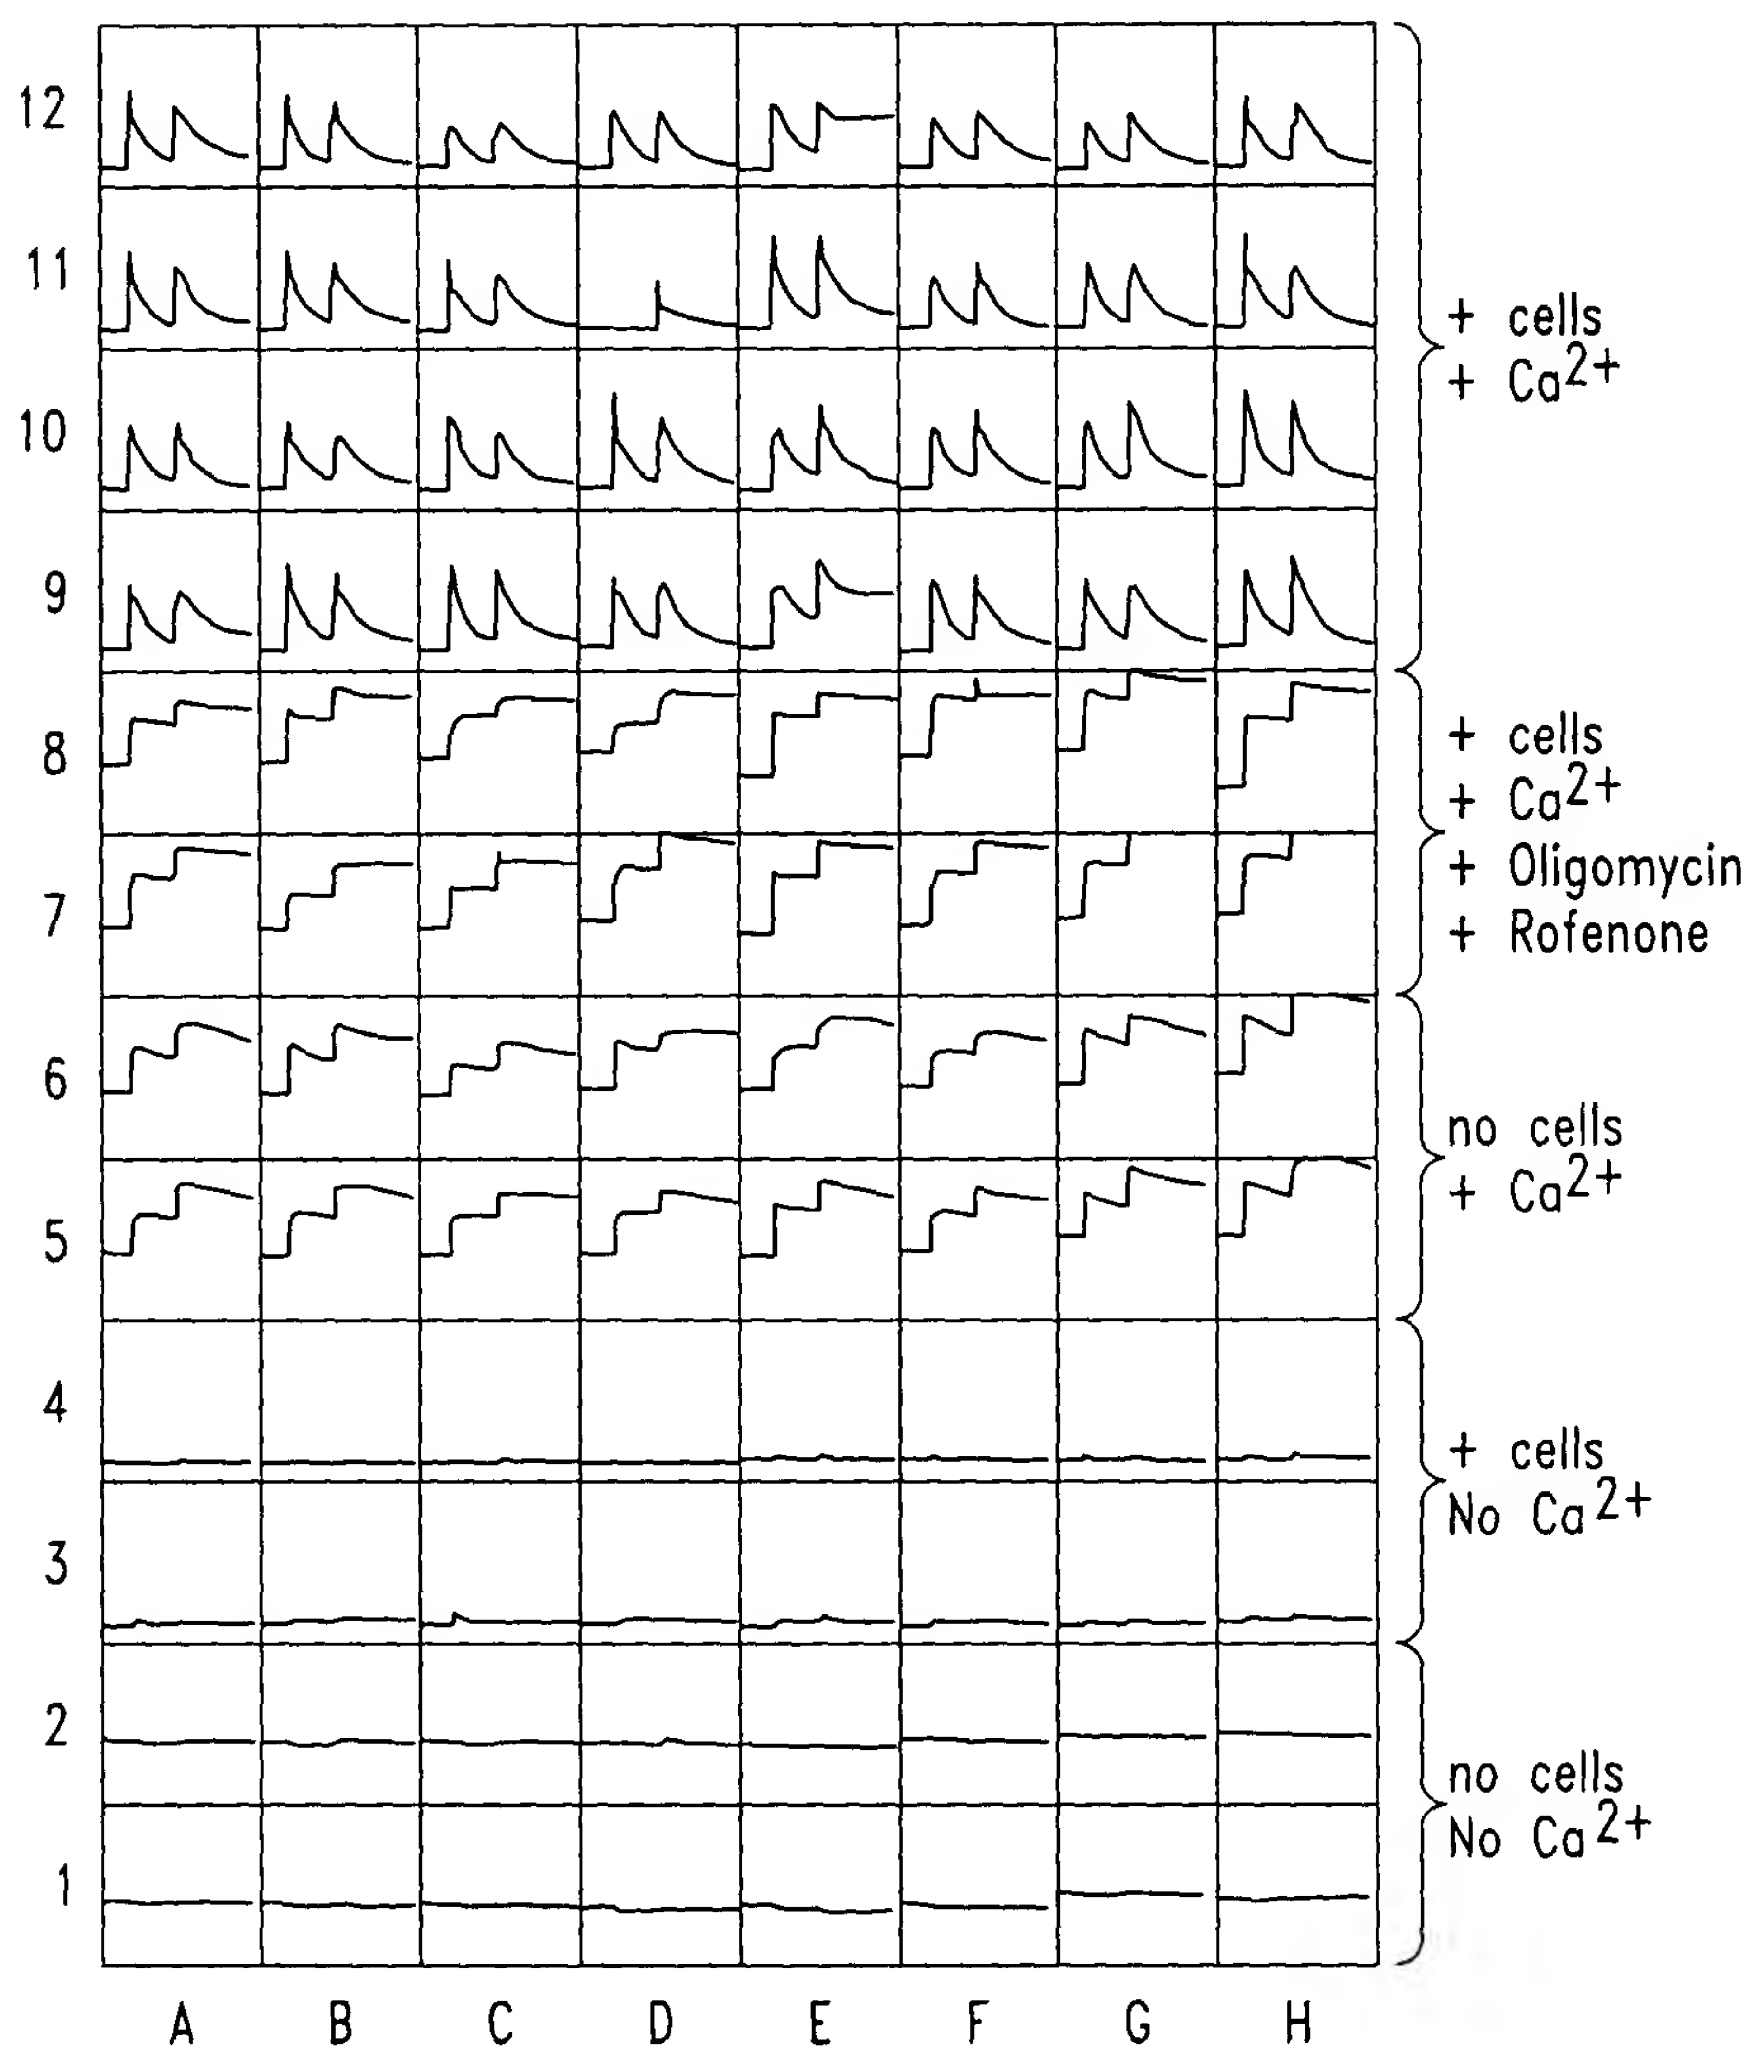 12
11
+ cells
+ Ca2+
10
9
8
+ cells
+ Ca2+
7
+ Oligomycin
+ Rofenone
6
no cells
+ Ca2+
5
4
+ cells
No Ca2+
3
2
no cells
No Ca2+
1
A B C D E F G H